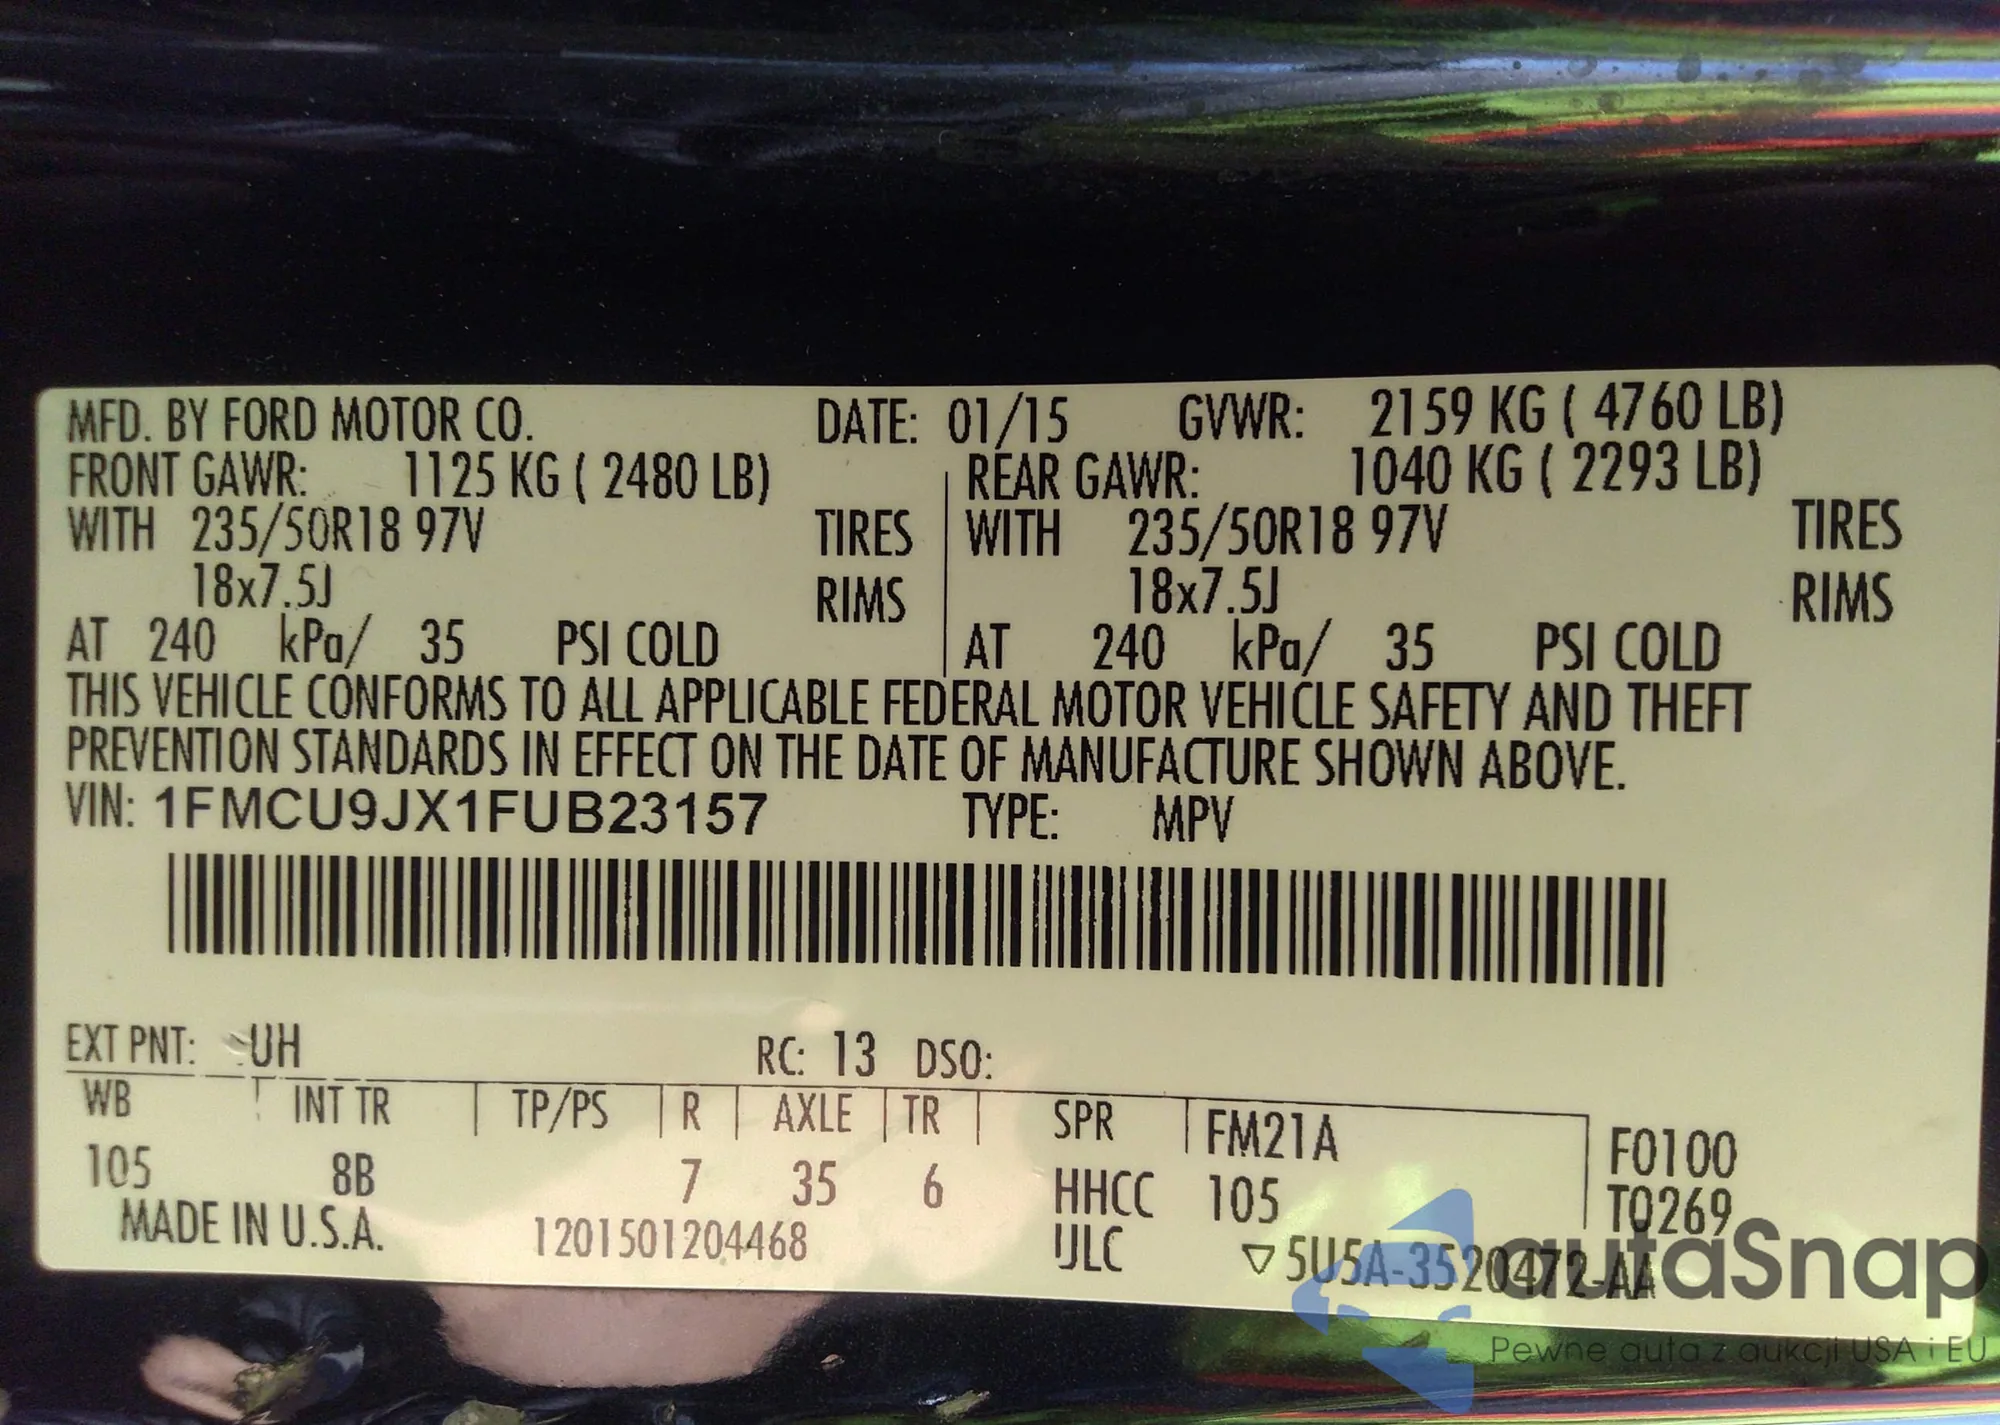 MFD. BY FORD MOTOR CO. DATE: 01/15 GVWR: 2159 KG ( 4760 LB)
FRONT GAWR: 1125 KG ( 2480 LB) REAR GAWR: 1040 KG ( 2293 LB)
WITH 235/50R18 97V TIRES WITH 235/50R18 97V TIRES
18x7.5J RIMS 18x7.5J RIMS
AT 240 kPa/ 35 PSI COLD AT 240 kPa/ 35 PSI COLD
THIS VEHICLE CONFORMS TO ALL APPLICABLE FEDERAL MOTOR VEHICLE SAFETY AND THEFT
PREVENTION STANDARDS IN EFFECT ON THE DATE OF MANUFACTURE SHOWN ABOVE.
VIN: 1FMCU9JX1FUB23157 TYPE: MPV
EXT PNT: UH RC: 13 DSO:
WB INT TR TP/PS R AXLE TR SPR FM21A F0100
105 8B 7 35 6 HHCC 105 T0269
MADE IN U.S.A. 1201501204468 ULC ▽5U5A-3520472-AA
autaSnap
Pewne auta z aukcji USA i EU